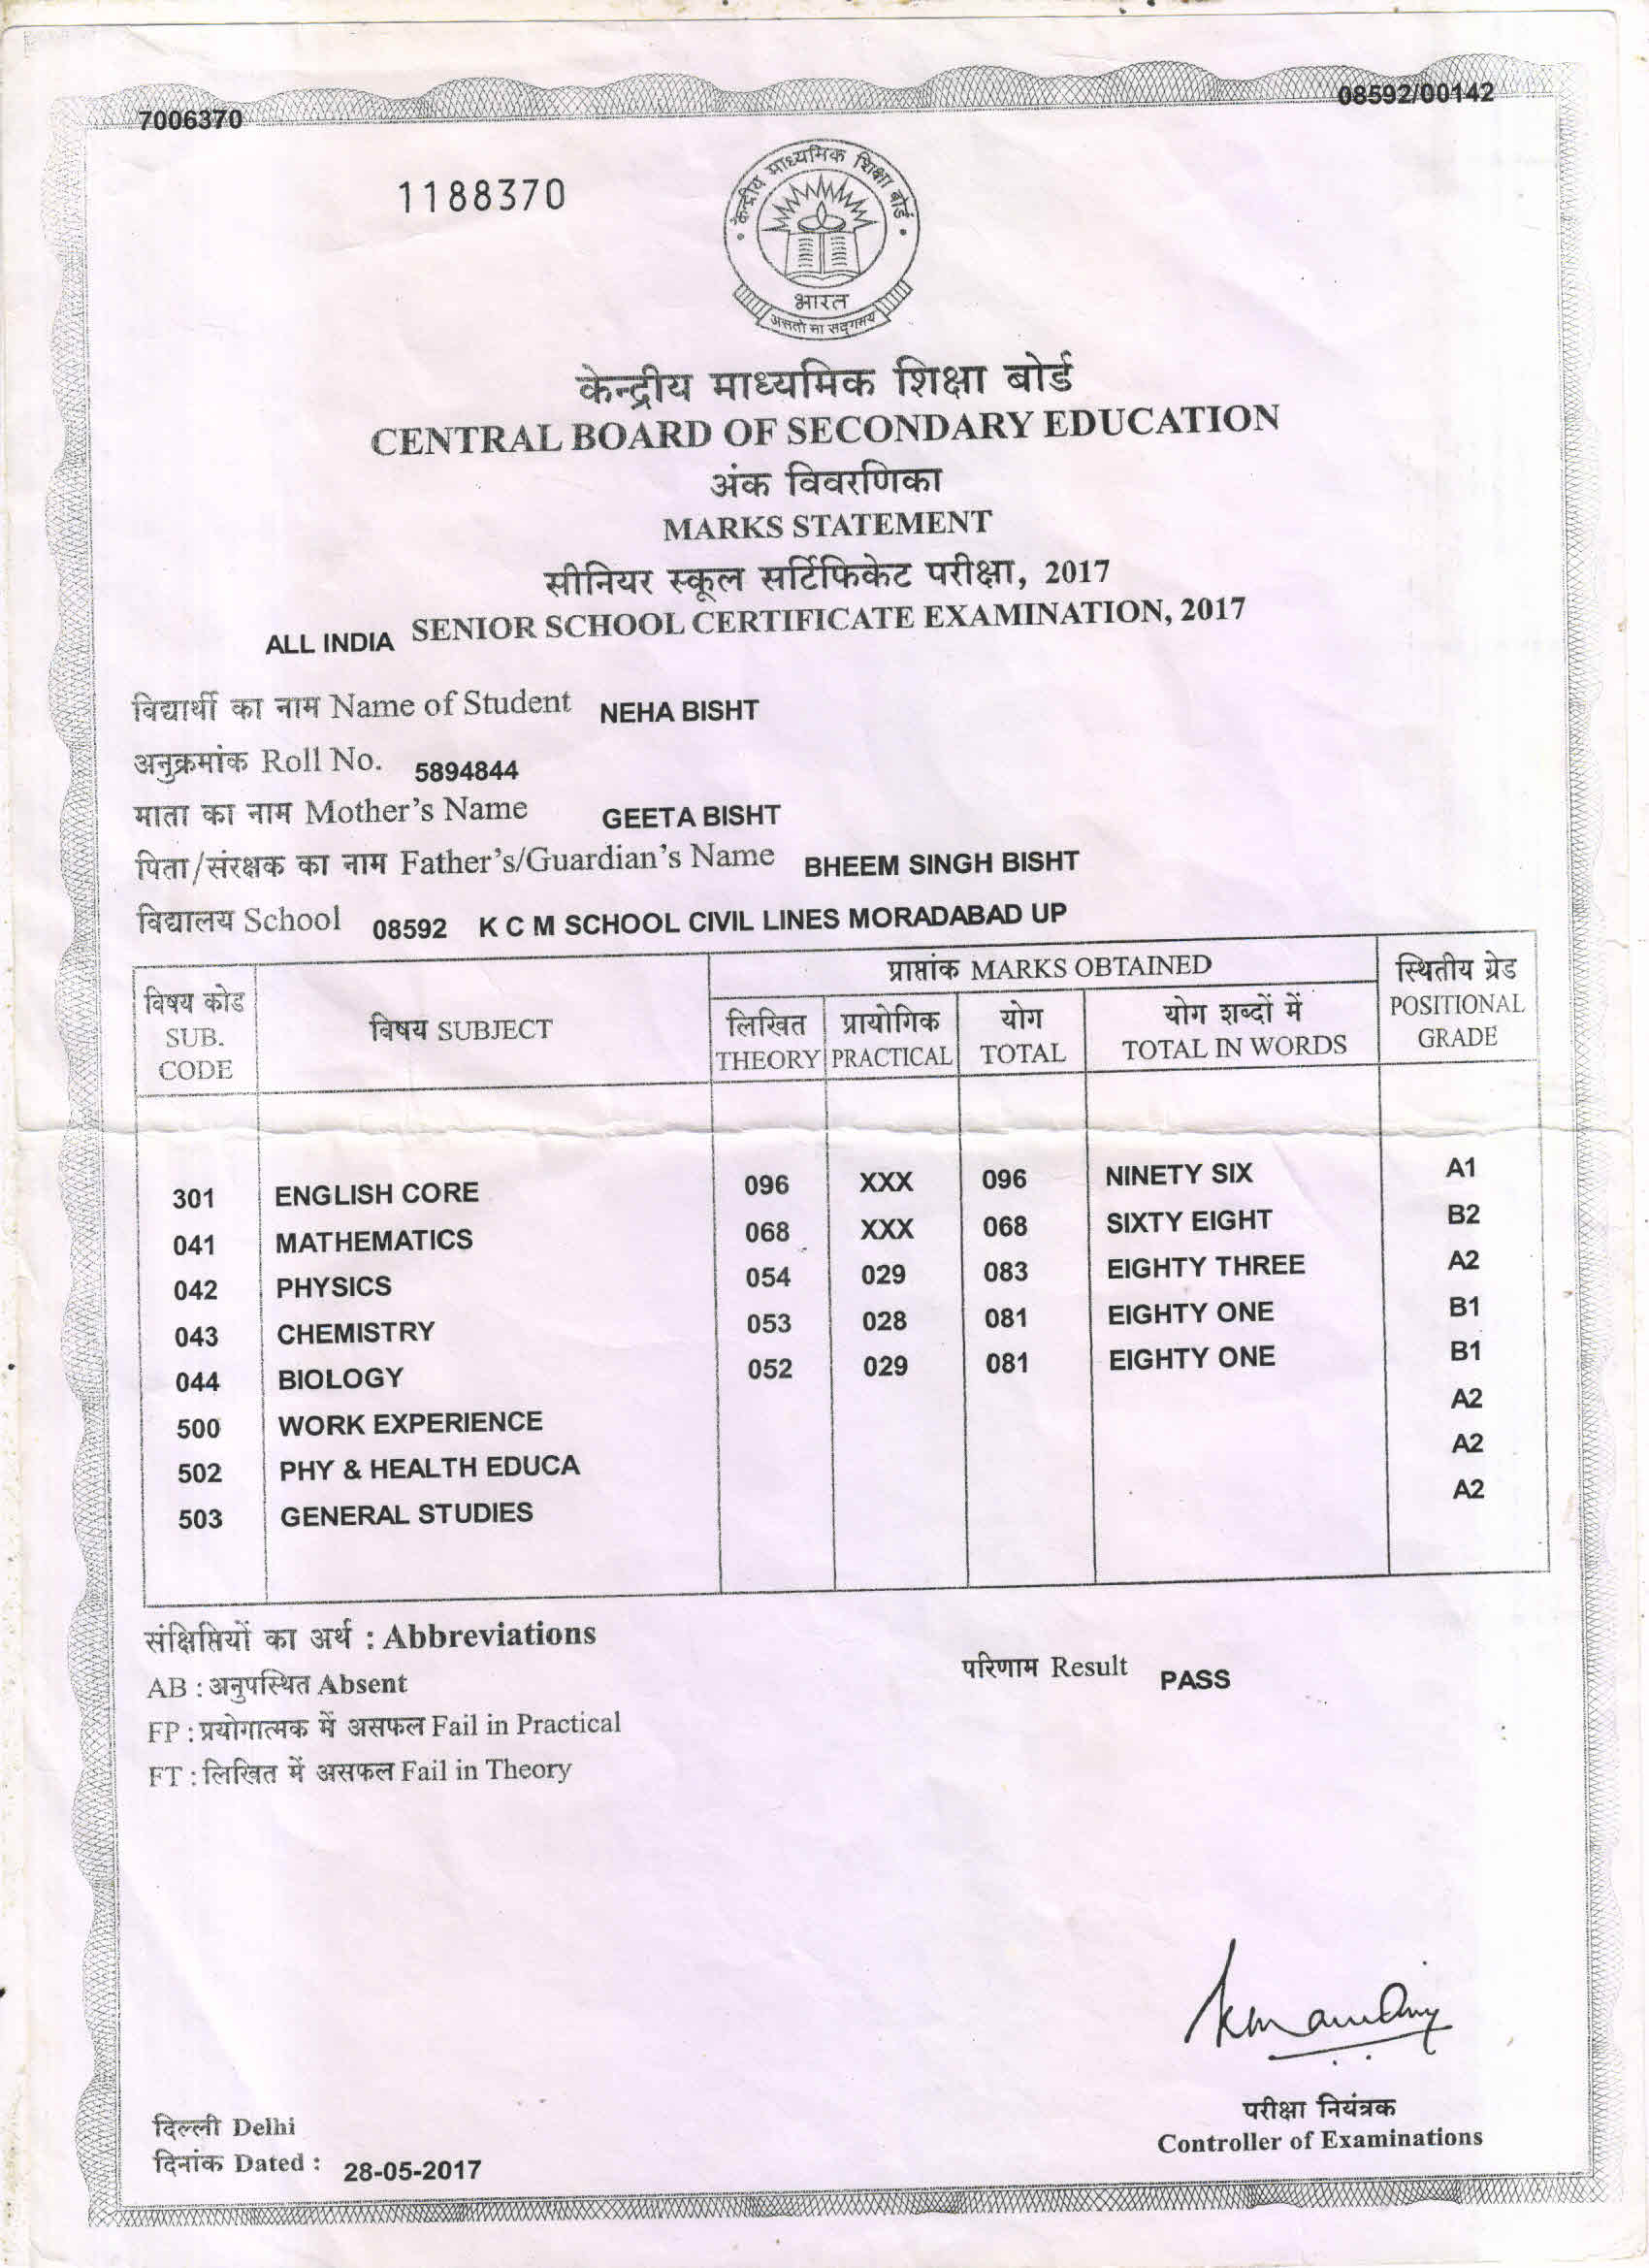 7006370
08592/00142
1188370
केन्द्रीय माध्यमिक शिक्षा बोर्ड
भारत
असतो मा सद्गमय
केन्द्रीय माध्यमिक शिक्षा बोर्ड
CENTRAL BOARD OF SECONDARY EDUCATION
अंक विवरणिका
MARKS STATEMENT
सीनियर स्कूल सर्टिफिकेट परीक्षा, 2017
ALL INDIA SENIOR SCHOOL CERTIFICATE EXAMINATION, 2017
विद्यार्थी का नाम Name of Student NEHA BISHT
अनुक्रमांक Roll No. 5894844
माता का नाम Mother's Name GEETA BISHT
पिता/संरक्षक का नाम Father's/Guardian's Name BHEEM SINGH BISHT
विद्यालय School 08592 K C M SCHOOL CIVIL LINES MORADABAD UP
विषय कोड SUB. CODE विषय SUBJECT प्राप्तांक MARKS OBTAINED स्थितीय ग्रेड POSITIONAL GRADE
लिखित THEORY प्रायोगिक PRACTICAL योग TOTAL योग शब्दों में TOTAL IN WORDS
301 ENGLISH CORE 096 XXX 096 NINETY SIX A1
041 MATHEMATICS 068 XXX 068 SIXTY EIGHT B2
042 PHYSICS 054 029 083 EIGHTY THREE A2
043 CHEMISTRY 053 028 081 EIGHTY ONE B1
044 BIOLOGY 052 029 081 EIGHTY ONE B1
500 WORK EXPERIENCE A2
502 PHY & HEALTH EDUCA A2
503 GENERAL STUDIES A2
संक्षिप्तियों का अर्थ : Abbreviations
AB : अनुपस्थित Absent
परिणाम Result PASS
FP : प्रयोगात्मक में असफल Fail in Practical
FT : लिखित में असफल Fail in Theory
परीक्षा नियंत्रक
Controller of Examinations
दिल्ली Delhi
दिनांक Dated : 28-05-2017